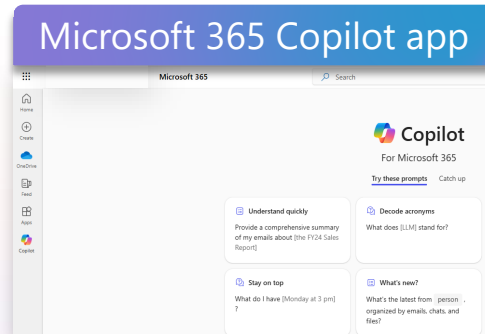 Microsoft 365 Copilot app
Microsoft 365
Search
Home
Create
OneDrive
Feed
Apps
Copilot
Copilot
For Microsoft 365
Try these prompts Catch up
Understand quickly
Provide a comprehensive summary
of my emails about [the FY24 Sales
Report]
Decode acronyms
What does [LLM] stand for?
Stay on top
What do I have [Monday at 3 pm]
?
What's new?
What's the latest from person ,
organized by emails, chats, and
files?